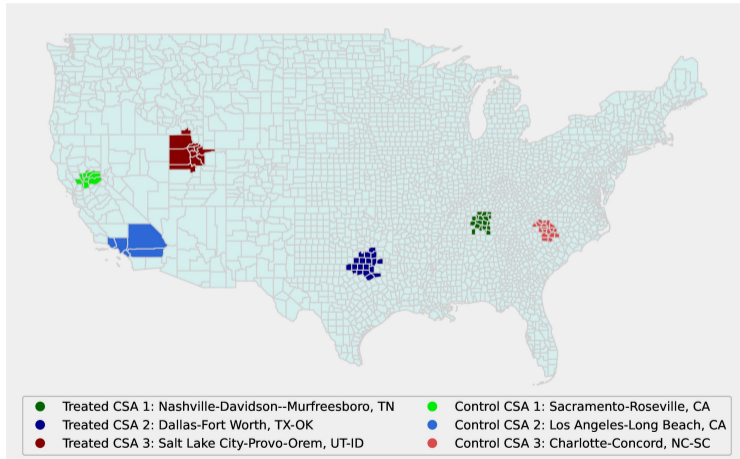 Treated CSA 1: Nashville-Davidson--Murfreesboro, TN
Treated CSA 2: Dallas-Fort Worth, TX-OK
Treated CSA 3: Salt Lake City-Provo-Orem, UT-ID
Control CSA 1: Sacramento-Roseville, CA
Control CSA 2: Los Angeles-Long Beach, CA
Control CSA 3: Charlotte-Concord, NC-SC